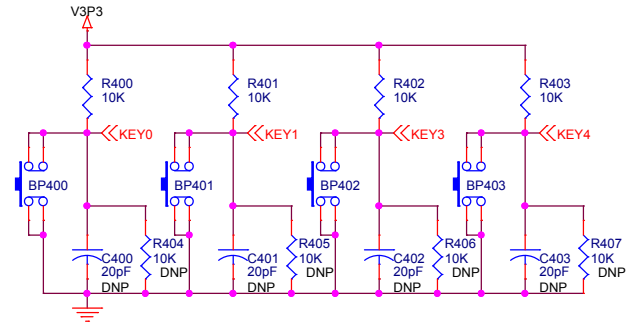 V3P3
R400
10K
R401
10K
R402
10K
R403
10K
KEY0
KEY1
KEY3
KEY4
BP400
BP401
BP402
BP403
R404
10K
DNP
R405
10K
DNP
R406
10K
DNP
R407
10K
DNP
C400
20pF
DNP
C401
20pF
DNP
C402
20pF
DNP
C403
20pF
DNP